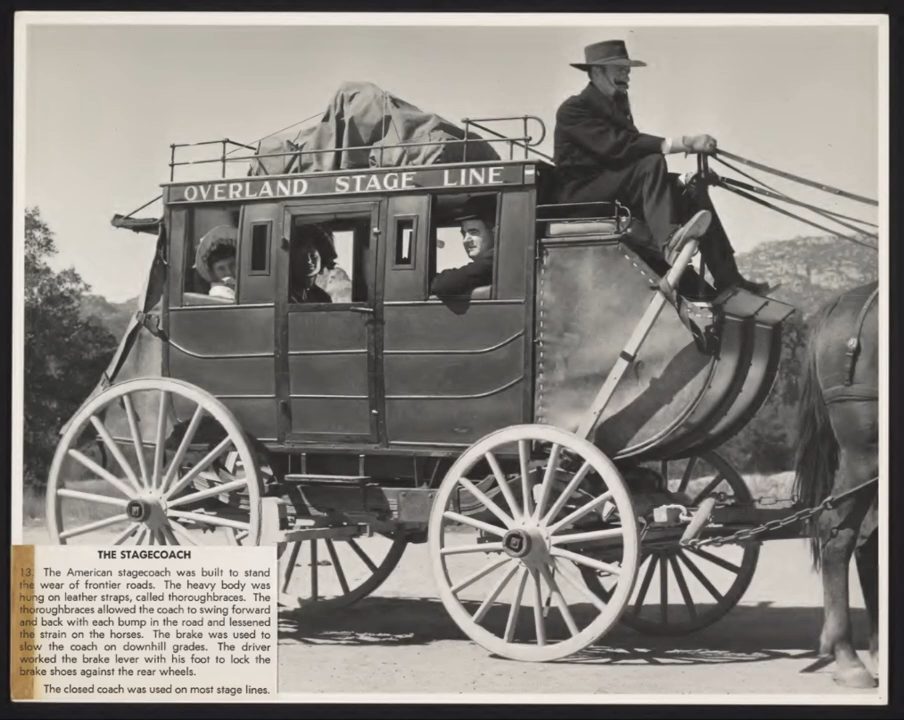 OVERLAND STAGE LINE
THE STAGECOACH
13. The American stagecoach was built to stand
the wear of frontier roads. The heavy body was
hung on leather straps, called thoroughbraces. The
thoroughbraces allowed the coach to swing forward
and back with each bump in the road and lessened
the strain on the horses. The brake was used to
slow the coach on downhill grades. The driver
worked the brake lever with his foot to lock the
brake shoes against the rear wheels.
The closed coach was used on most stage lines.